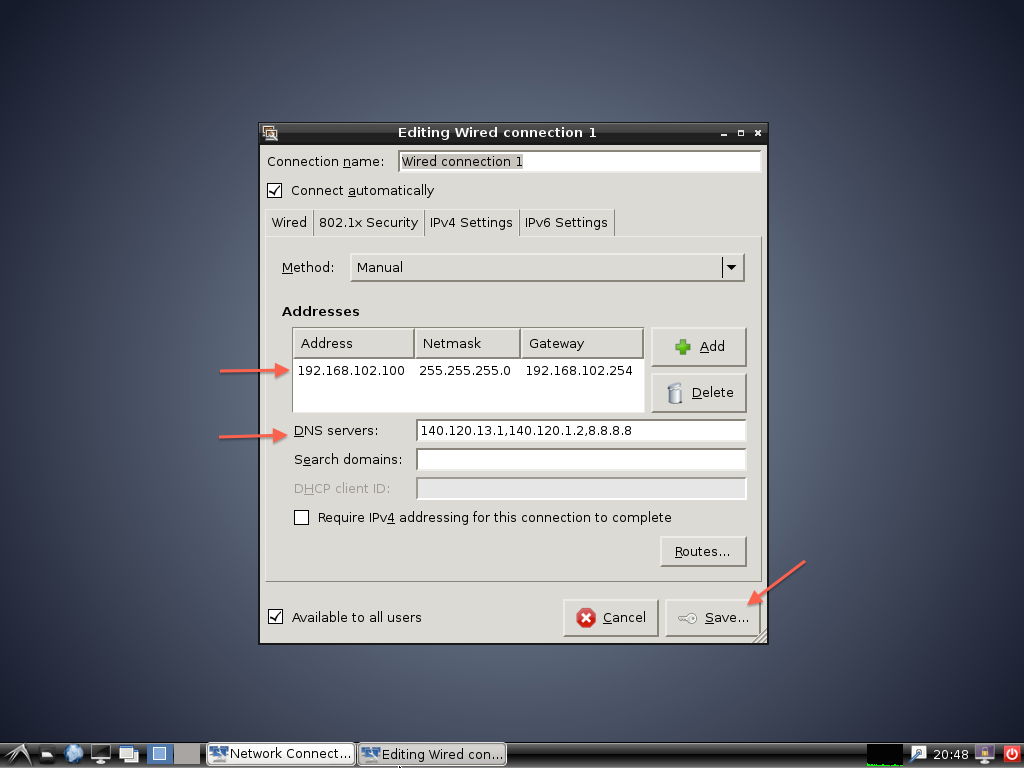 Editing Wired connection 1
Connection name: Wired connection 1
Connect automatically
Wired 802.1x Security IPv4 Settings IPv6 Settings
Method: Manual
Addresses
Address Netmask Gateway
192.168.102.100 255.255.255.0 192.168.102.254
Add
Delete
DNS servers: 140.120.13.1,140.120.1.2,8.8.8.8
Search domains:
DHCP client ID:
Require IPv4 addressing for this connection to complete
Routes...
Available to all users
Cancel Save...
Network Connect... Editing Wired con... 20:48